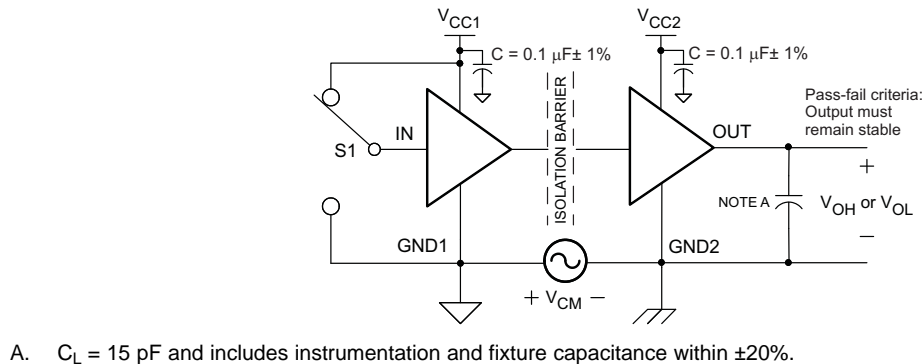 V_CC1
V_CC2
C = 0.1 µF± 1%
C = 0.1 µF± 1%
Pass-fail criteria:
Output must
remain stable
IN
S1
ISOLATION BARRIER
OUT
+
NOTE A
V_OH or V_OL
–
GND1
GND2
+ V_CM –
A. C_L = 15 pF and includes instrumentation and fixture capacitance within ±20%.